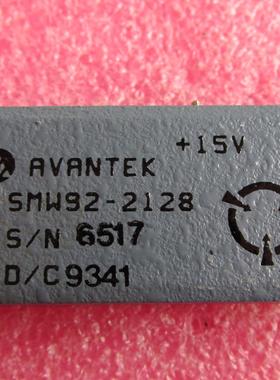 AVANTEK
+15V
SMW92-2128
S/N 6517
D/C9341